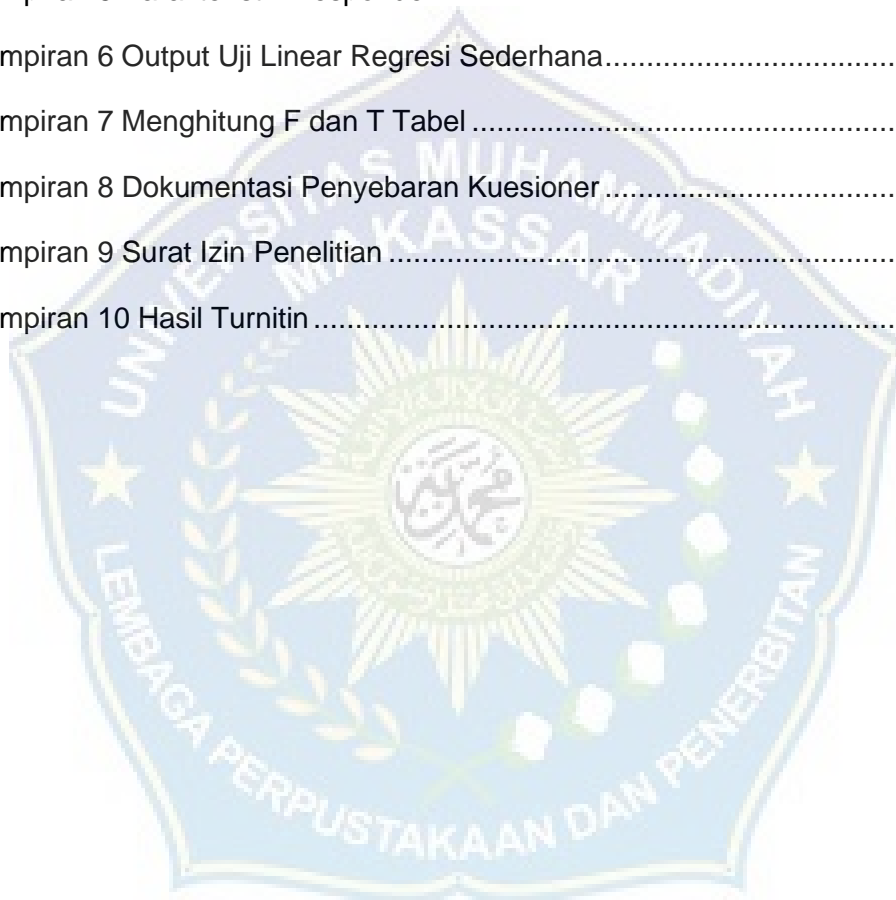 mpiran 6 Output Uji Linear Regresi Sederhana
mpiran 7 Menghitung F dan T Tabel
mpiran 8 Dokumentasi Penyebaran Kuesioner
mpiran 9 Surat Izin Penelitian
mpiran 10 Hasil Turnitin
UNIVERSITAS MUHAMMADIYAH
MAKASSAR
LEMBAGA PERPUSTAKAAN DAN PENERBITAN